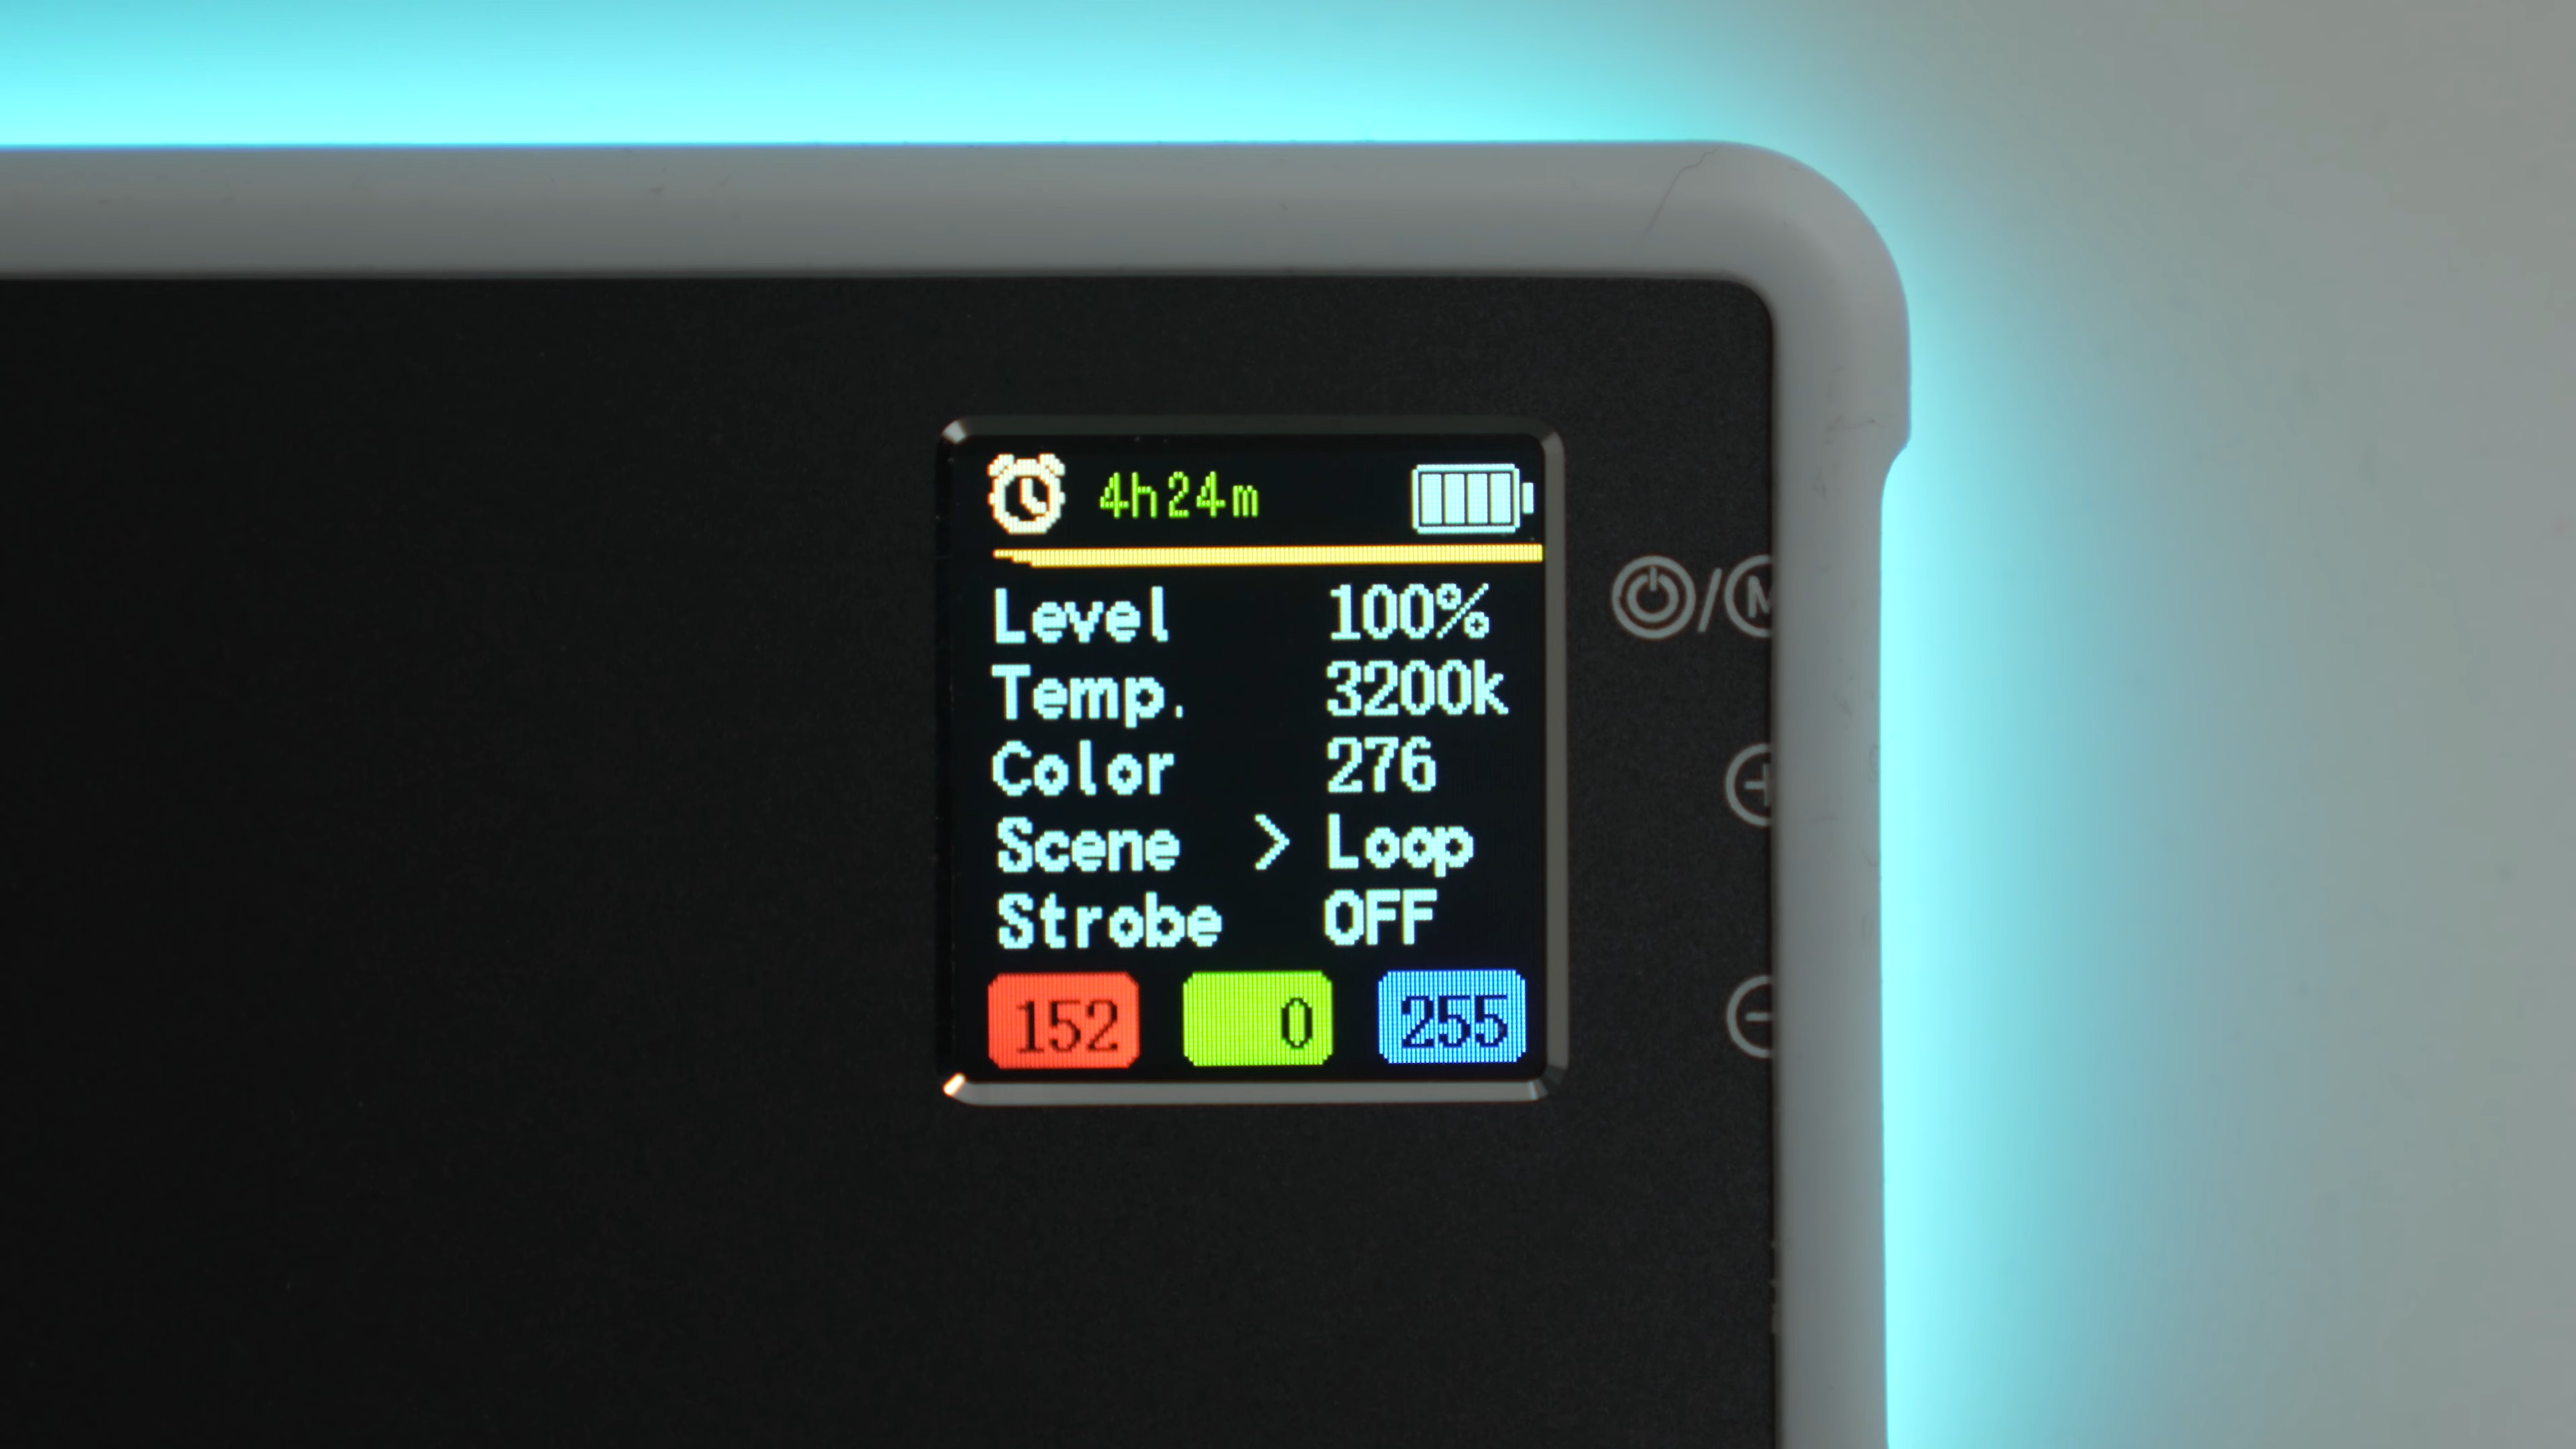 4h24m
Level 100%
Temp. 3200k
Color 276
Scene > Loop
Strobe OFF
152 0 255
/M
+
-